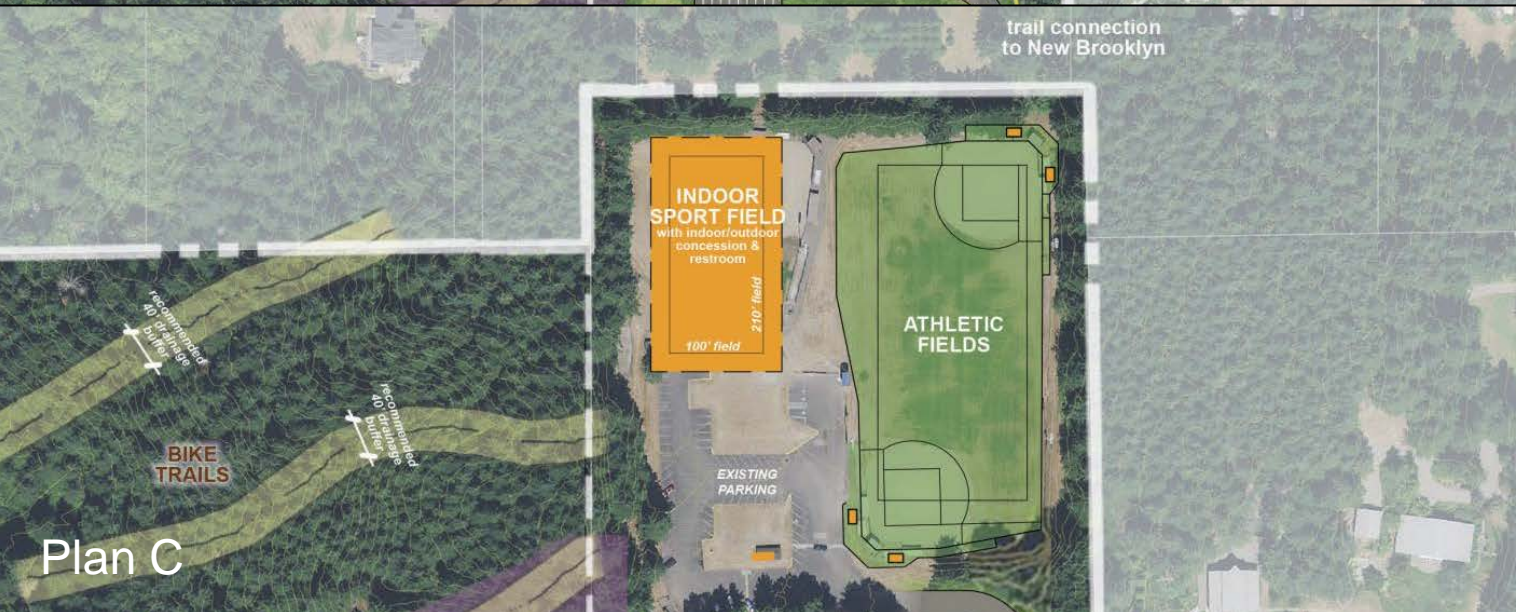 trail connection
to New Brooklyn
INDOOR
SPORT FIELD
with indoor/outdoor
concession &
restroom
210' field
100' field
ATHLETIC
FIELDS
recommended
40' drainage
buffer
recommended
40' drainage
buffer
BIKE
TRAILS
EXISTING
PARKING
Plan C